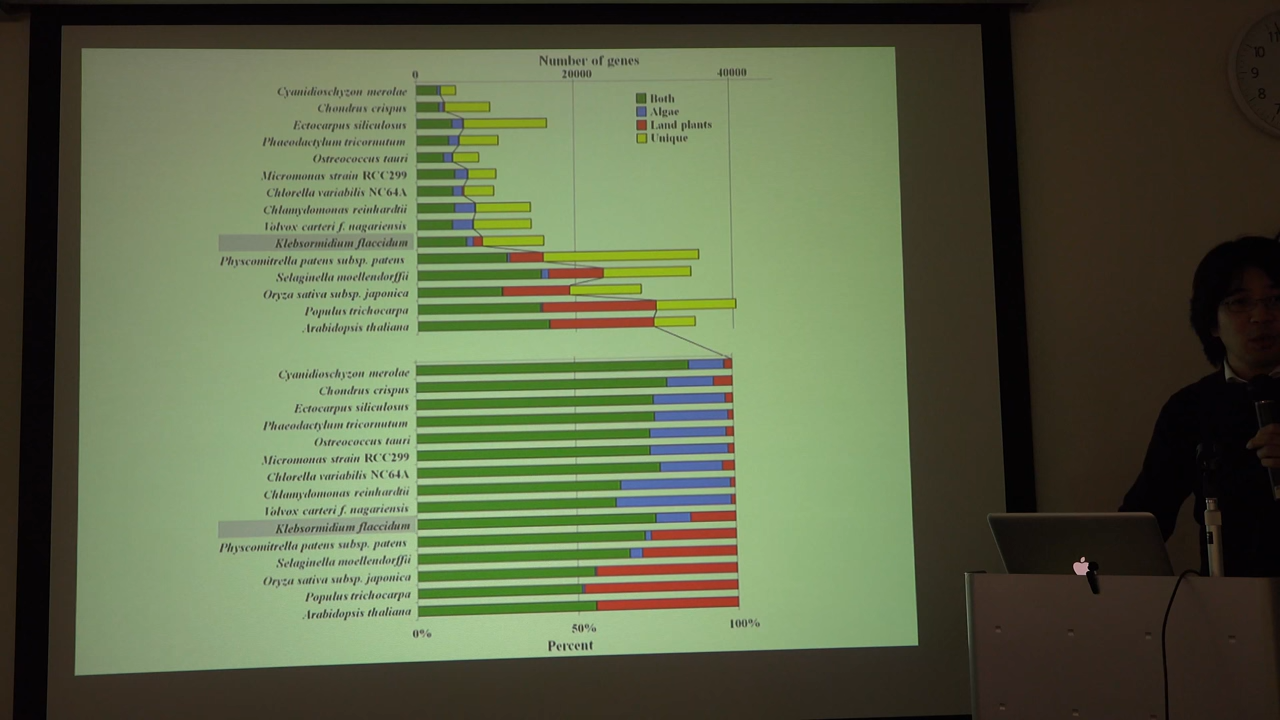 Number of genes
0 20000 40000
Cyanidioschyzon merolae
Chondrus crispus
Ectocarpus siliculosus
Phaeodactylum tricornutum
Ostreococcus tauri
Micromonas strain RCC299
Chlorella variabilis NC64A
Chlamydomonas reinhardtii
Volvox carteri f. nagariensis
Klebsormidium flaccidum
Physcomitrella patens subsp. patens
Selaginella moellendorffii
Oryza sativa subsp. japonica
Populus trichocarpa
Arabidopsis thaliana
Both
Algae
Land plants
Unique
Cyanidioschyzon merolae
Chondrus crispus
Ectocarpus siliculosus
Phaeodactylum tricornutum
Ostreococcus tauri
Micromonas strain RCC299
Chlorella variabilis NC64A
Chlamydomonas reinhardtii
Volvox carteri f. nagariensis
Klebsormidium flaccidum
Physcomitrella patens subsp. patens
Selaginella moellendorffii
Oryza sativa subsp. japonica
Populus trichocarpa
Arabidopsis thaliana
0% 50% 100%
Percent
10
9
8